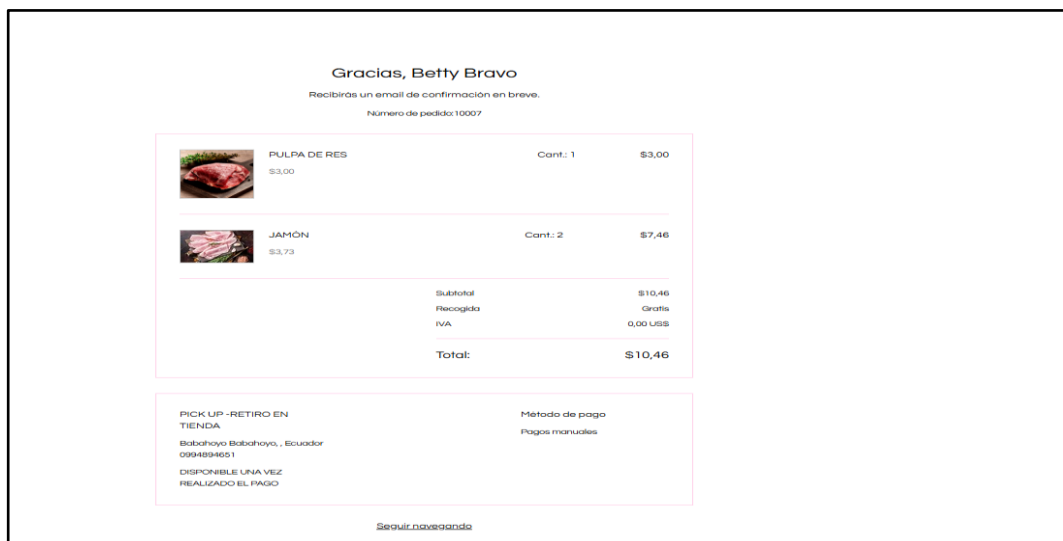 Gracias, Betty Bravo
Recibirás un email de confirmación en breve.
Número de pedido:10007
PULPA DE RES Cant.: 1 $3,00
$3,00
JAMÓN Cant.: 2 $7,46
$3,73
Subtotal $10,46
Recogida Gratis
IVA 0,00 US$
Total: $10,46
PICK UP -RETIRO EN
TIENDA
Babahoyo Babahoyo, , Ecuador
0994894651
DISPONIBLE UNA VEZ
REALIZADO EL PAGO
Método de pago
Pagos manuales
Seguir navegando